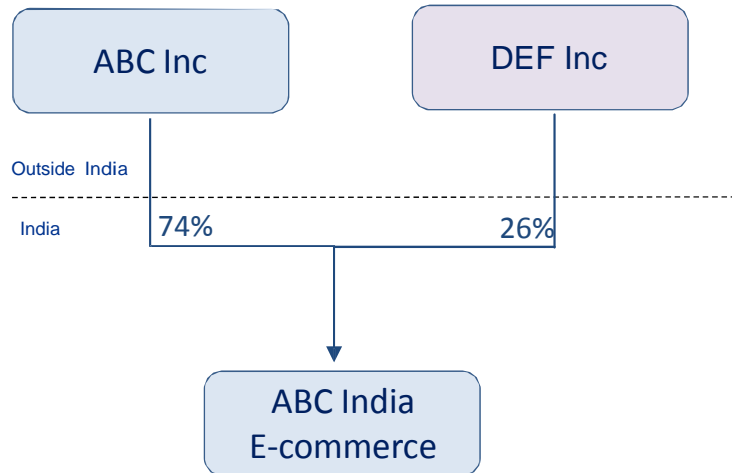 ABC Inc
DEF Inc
Outside India
India
74%
26%
ABC India
E-commerce